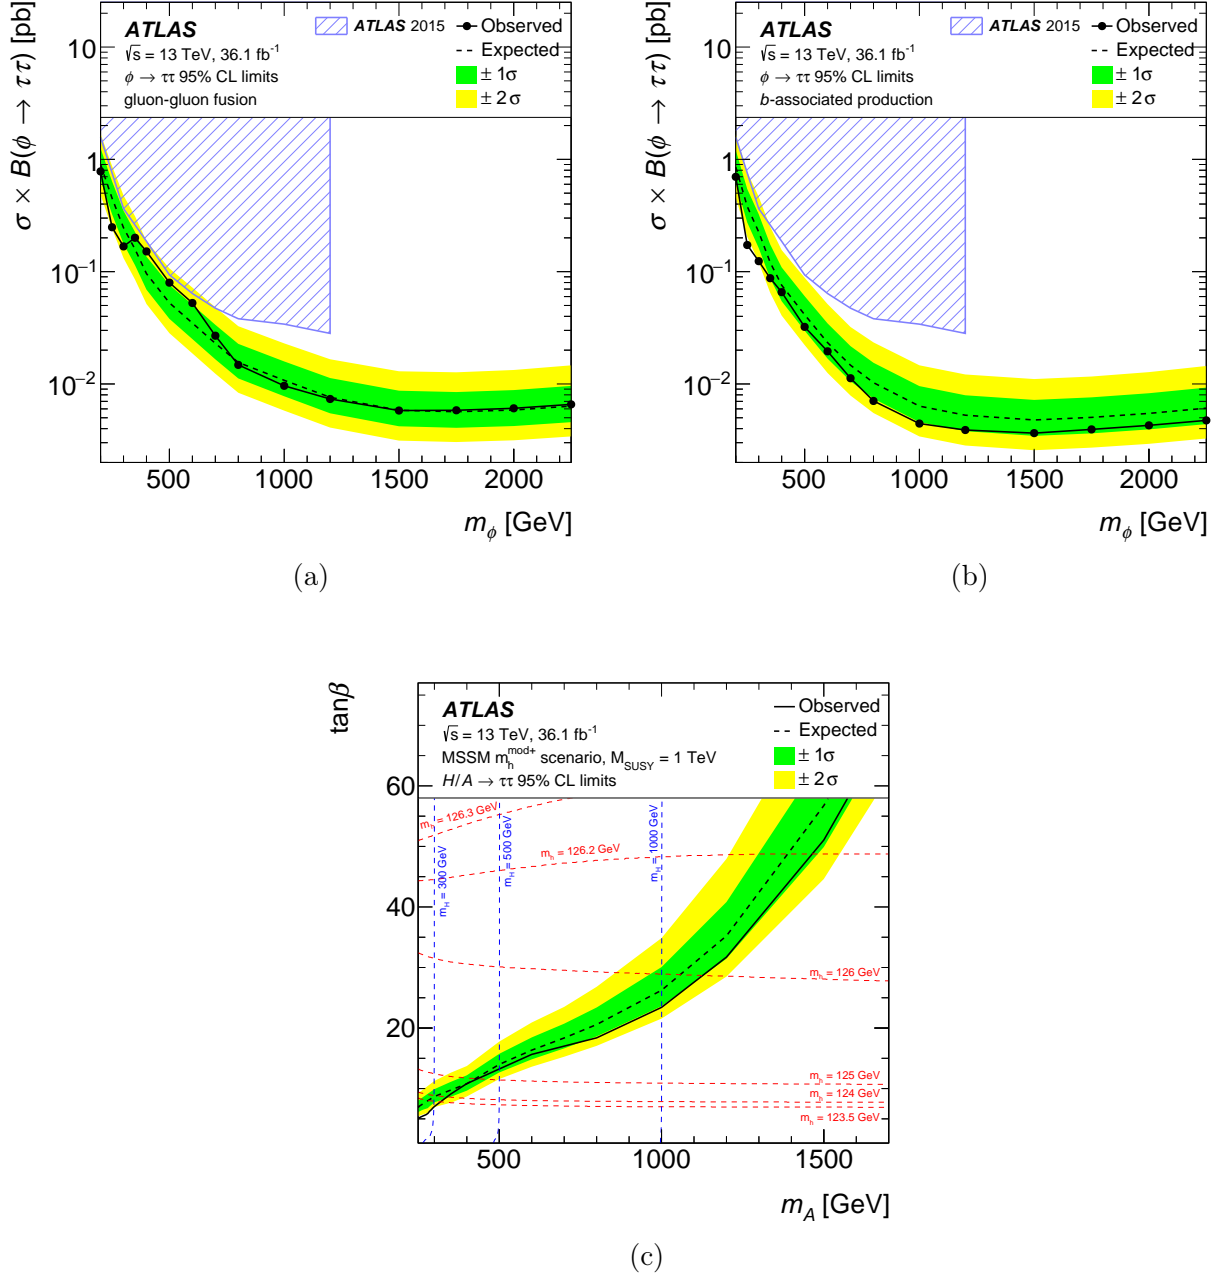 σ × B(ϕ → ττ) [pb]
ATLAS
√s = 13 TeV, 36.1 fb⁻¹
ϕ → ττ 95% CL limits
gluon-gluon fusion
ATLAS 2015
Observed
Expected
± 1σ
± 2σ
10
1
10⁻¹
10⁻²
500 1000 1500 2000
m_ϕ [GeV]
(a)
σ × B(ϕ → ττ) [pb]
ATLAS
√s = 13 TeV, 36.1 fb⁻¹
ϕ → ττ 95% CL limits
b-associated production
ATLAS 2015
Observed
Expected
± 1σ
± 2σ
10
1
10⁻¹
10⁻²
500 1000 1500 2000
m_ϕ [GeV]
(b)
tanβ
ATLAS
√s = 13 TeV, 36.1 fb⁻¹
MSSM m_h^mod+ scenario, M_SUSY = 1 TeV
H/A → ττ 95% CL limits
Observed
Expected
± 1σ
± 2σ
60
40
20
m_h = 126.3 GeV
m_h = 126.2 GeV
m_h = 126 GeV
m_h = 125 GeV
m_h = 124 GeV
m_h = 123.5 GeV
m_H = 300 GeV
m_H = 500 GeV
m_H = 1000 GeV
500 1000 1500
m_A [GeV]
(c)